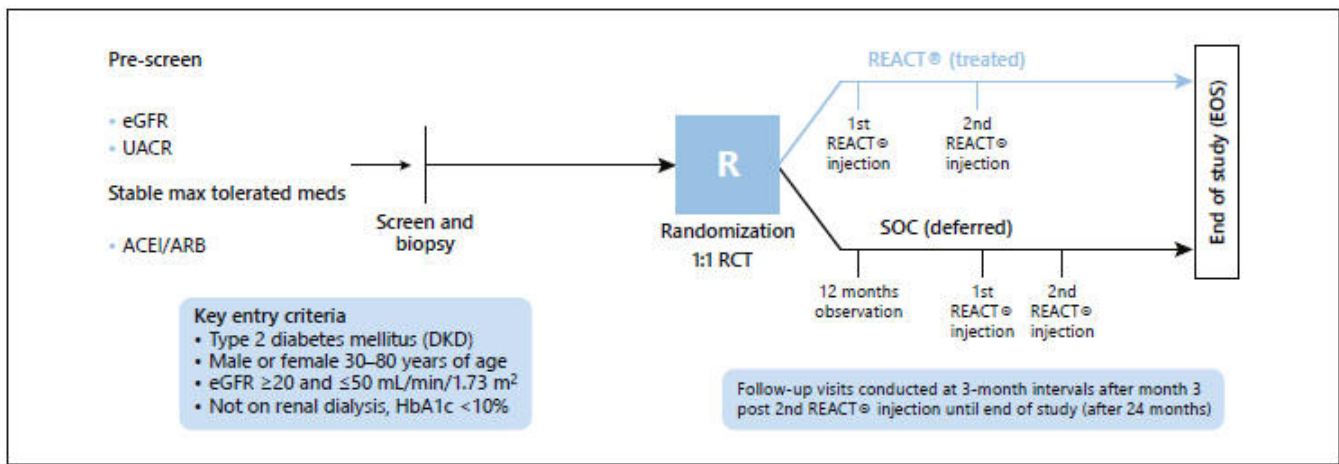 Pre-screen
• eGFR
• UACR
Stable max tolerated meds
• ACEI/ARB
Screen and
biopsy
R
Randomization
1:1 RCT
REACT® (treated)
1st
REACT®
injection
2nd
REACT®
injection
SOC (deferred)
12 months
observation
1st
REACT®
injection
2nd
REACT®
injection
End of study (EOS)
Key entry criteria
• Type 2 diabetes mellitus (DKD)
• Male or female 30–80 years of age
• eGFR ≥20 and ≤50 mL/min/1.73 m²
• Not on renal dialysis, HbA1c <10%
Follow-up visits conducted at 3-month intervals after month 3
post 2nd REACT® injection until end of study (after 24 months)